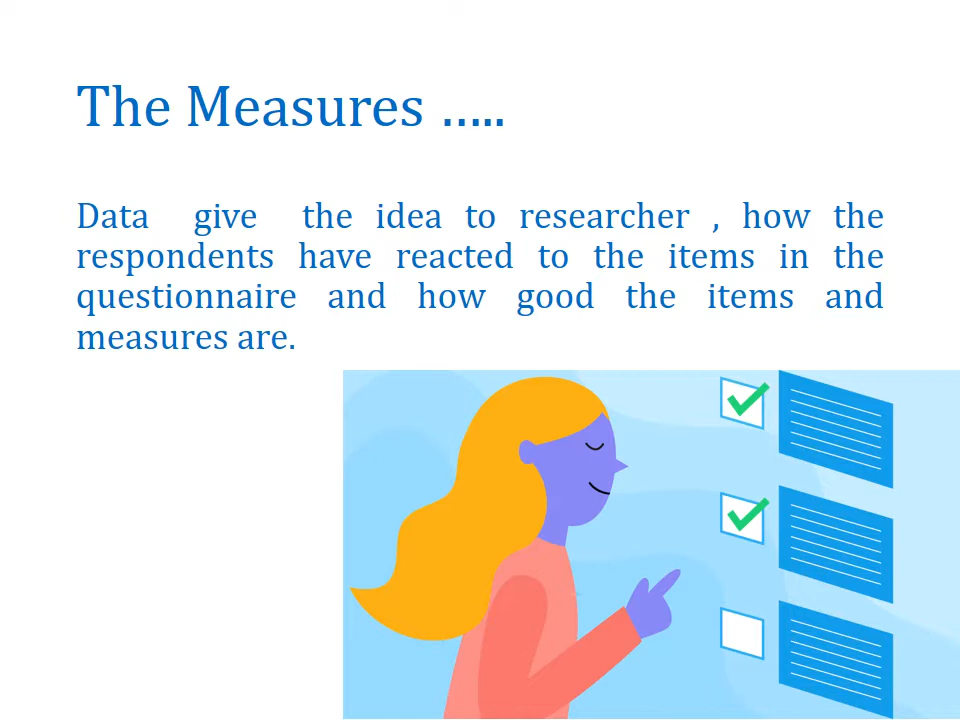 The Measures .....
Data give the idea to researcher , how the
respondents have reacted to the items in the
questionnaire and how good the items and
measures are.